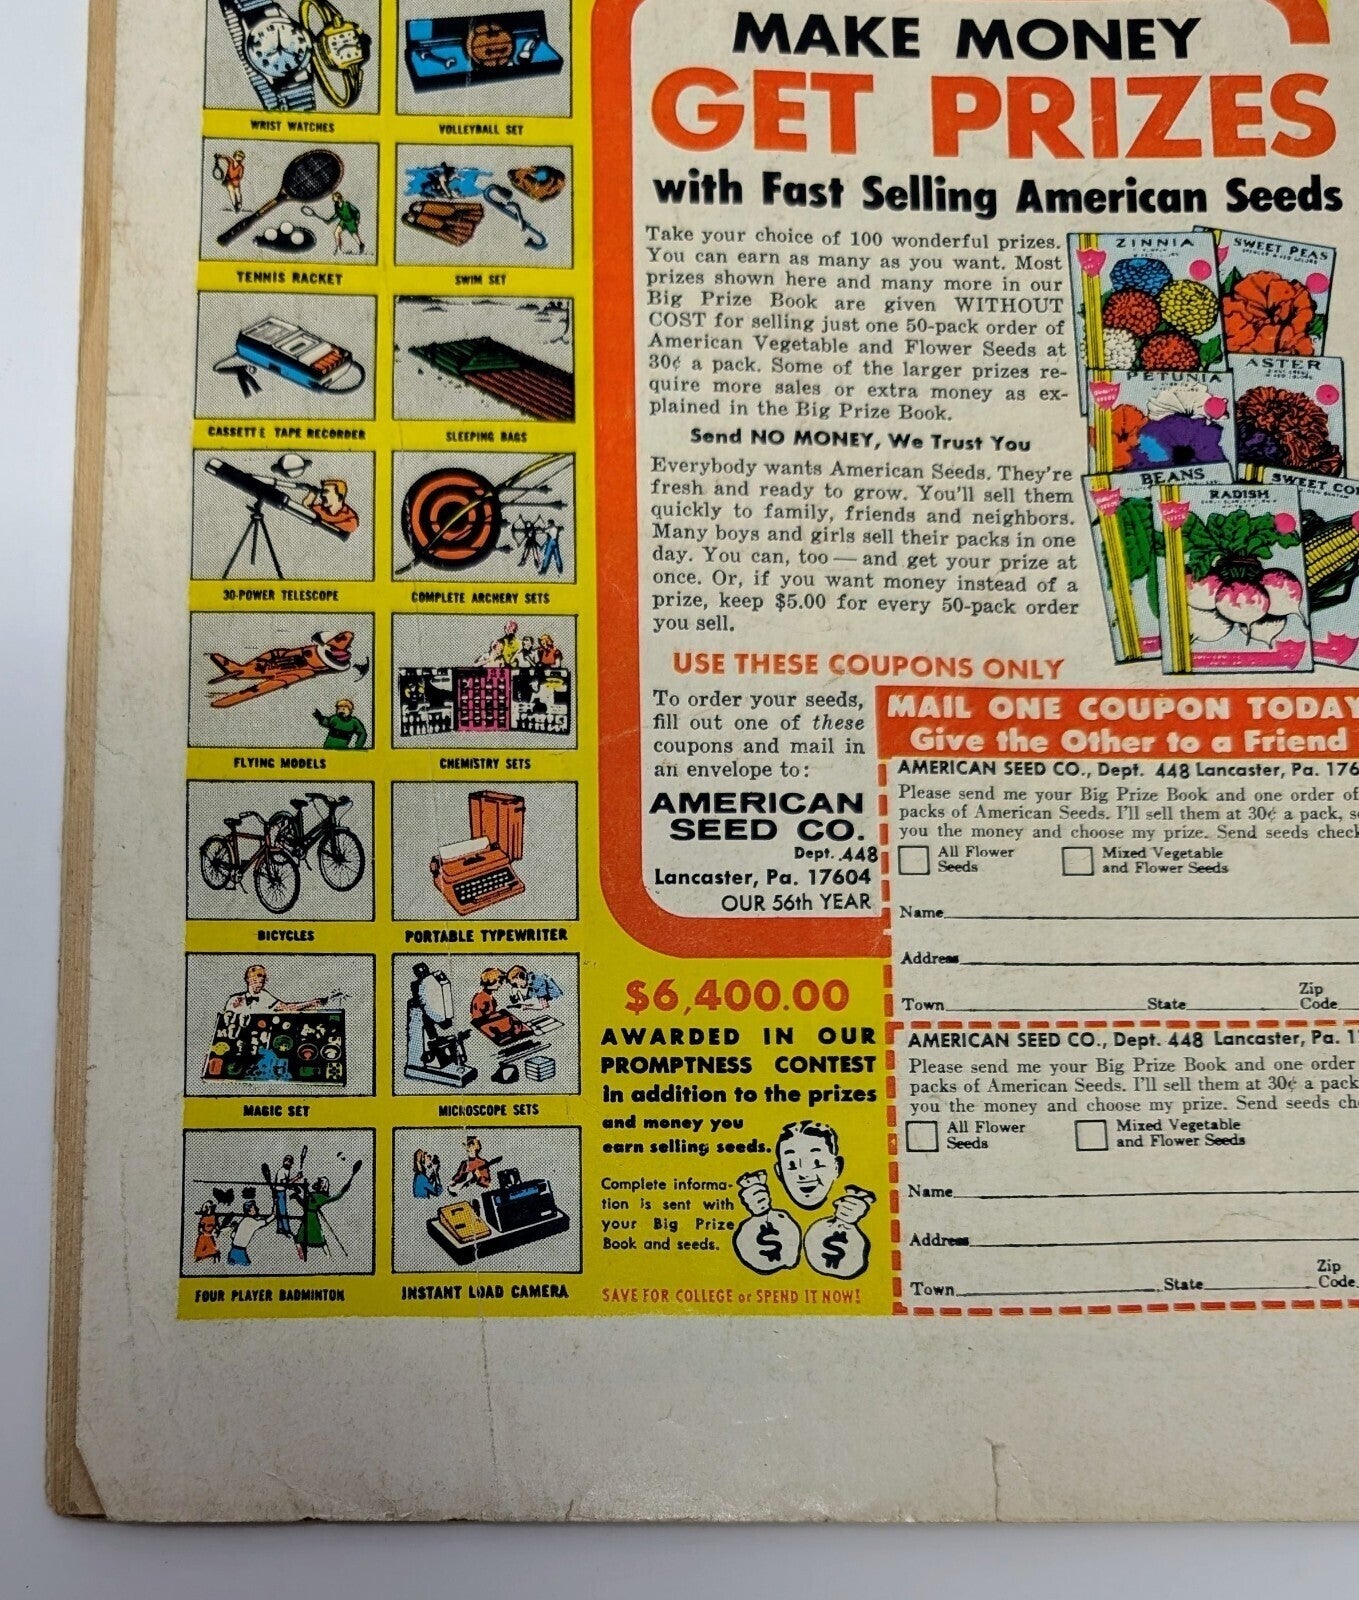 WRIST WATCHES
VOLLEYBALL SET
TENNIS RACKET
SWIM SET
CASSETTE TAPE RECORDER
SLEEPING BAGS
30-POWER TELESCOPE
COMPLETE ARCHERY SETS
FLYING MODELS
CHEMISTRY SETS
BICYCLES
PORTABLE TYPEWRITER
MAGIC SET
MICROSCOPE SETS
FOUR PLAYER BADMINTON
INSTANT LOAD CAMERA
MAKE MONEY
GET PRIZES
with Fast Selling American Seeds
Take your choice of 100 wonderful prizes.
You can earn as many as you want. Most
prizes shown here and many more in our
Big Prize Book are given WITHOUT
COST for selling just one 50-pack order of
American Vegetable and Flower Seeds at
30¢ a pack. Some of the larger prizes re-
quire more sales or extra money as ex-
plained in the Big Prize Book.
Send NO MONEY, We Trust You
Everybody wants American Seeds. They're
fresh and ready to grow. You'll sell them
quickly to family, friends and neighbors.
Many boys and girls sell their packs in one
day. You can, too — and get your prize at
once. Or, if you want money instead of a
prize, keep $5.00 for every 50-pack order
you sell.
ZINNIA
SWEET PEAS
PETUNIA
ASTER
BEANS
RADISH
SWEET CO
USE THESE COUPONS ONLY
To order your seeds,
fill out one of these
coupons and mail in
an envelope to:
AMERICAN
SEED CO.
Dept. 448
Lancaster, Pa. 17604
OUR 56th YEAR
MAIL ONE COUPON TODAY
Give the Other to a Friend
AMERICAN SEED CO., Dept. 448 Lancaster, Pa. 176
Please send me your Big Prize Book and one order of
packs of American Seeds. I'll sell them at 30¢ a pack, s
you the money and choose my prize. Send seeds check
All Flower Seeds
Mixed Vegetable and Flower Seeds
Name
Address
Town State Zip Code
$6,400.00
AWARDED IN OUR
PROMPTNESS CONTEST
in addition to the prizes
and money you
earn selling seeds.
Complete informa-
tion is sent with
your Big Prize
Book and seeds.
$ $
SAVE FOR COLLEGE or SPEND IT NOW!
AMERICAN SEED CO., Dept. 448 Lancaster, Pa. 1
Please send me your Big Prize Book and one order
packs of American Seeds. I'll sell them at 30¢ a pack
you the money and choose my prize. Send seeds ch
All Flower Seeds
Mixed Vegetable and Flower Seeds
Name
Address
Town State Zip Code